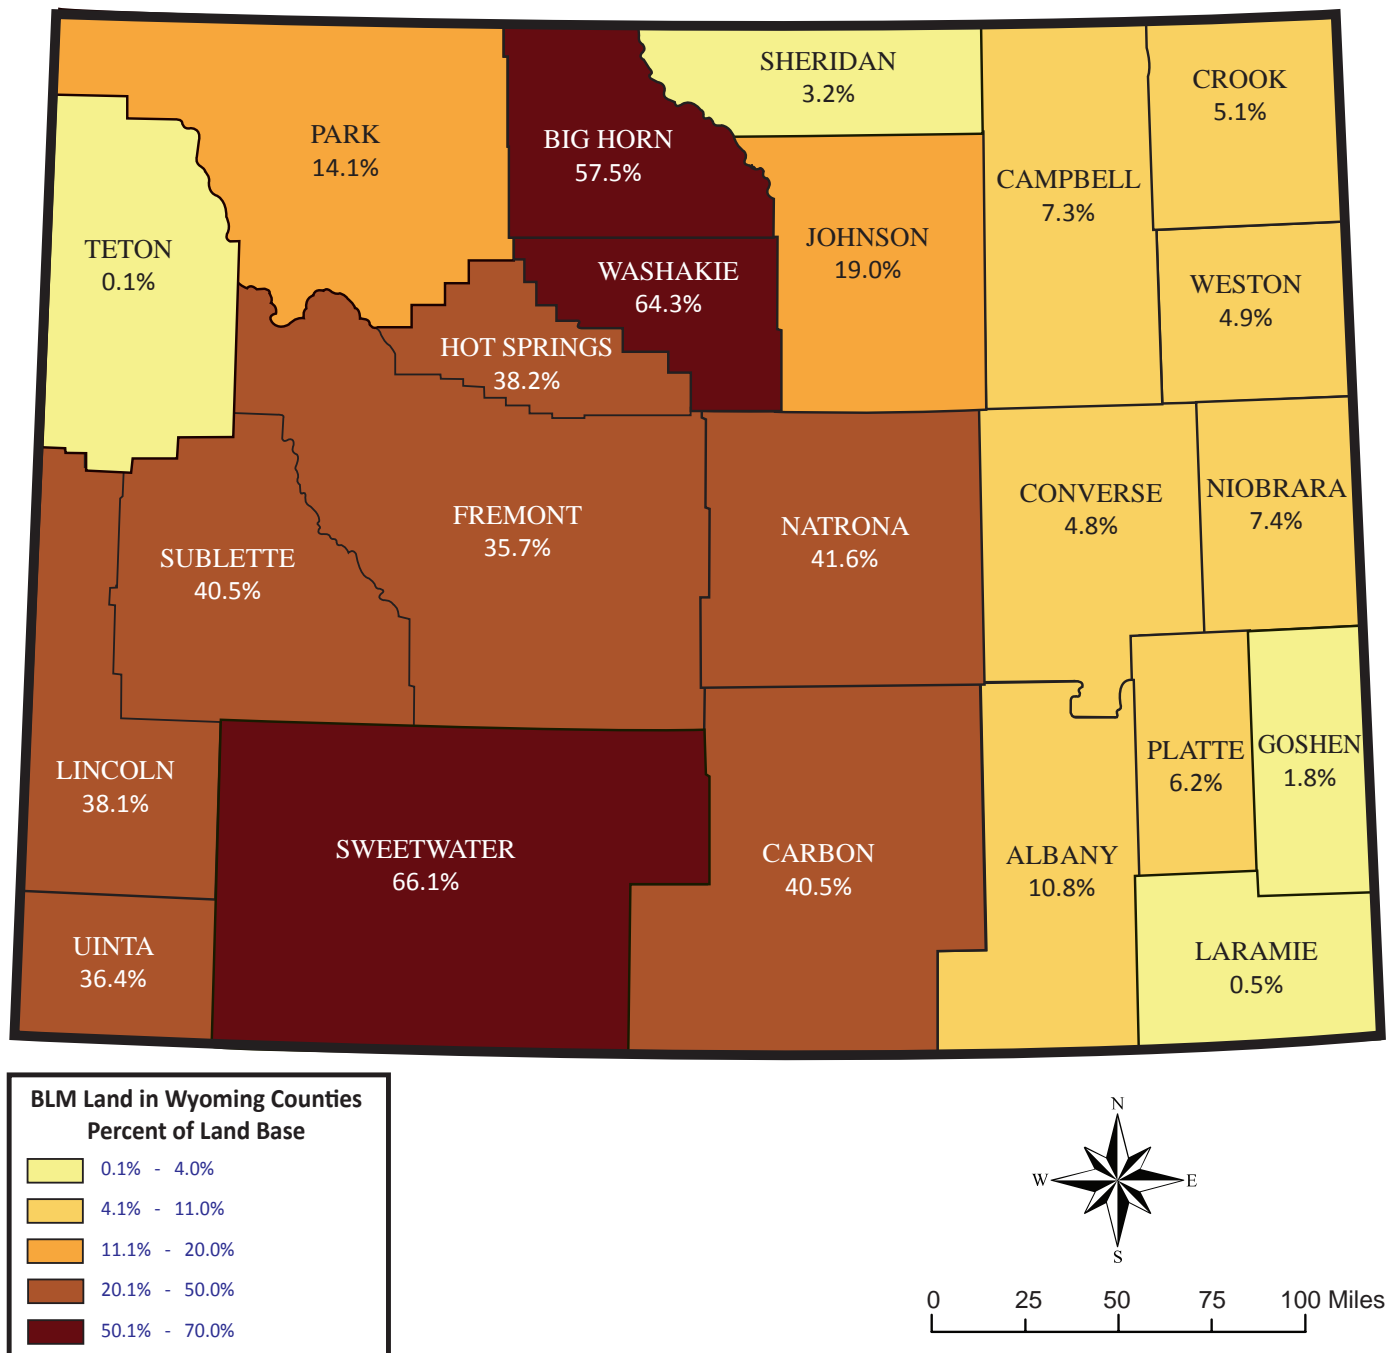 SHERIDAN
3.2%
CROOK
5.1%
PARK
14.1%
BIG HORN
57.5%
CAMPBELL
7.3%
TETON
0.1%
JOHNSON
19.0%
WASHAKIE
64.3%
WESTON
4.9%
HOT SPRINGS
38.2%
CONVERSE
4.8%
NIOBRARA
7.4%
FREMONT
35.7%
NATRONA
41.6%
SUBLETTE
40.5%
LINCOLN
38.1%
PLATTE
6.2%
GOSHEN
1.8%
SWEETWATER
66.1%
CARBON
40.5%
ALBANY
10.8%
UINTA
36.4%
LARAMIE
0.5%
BLM Land in Wyoming Counties
Percent of Land Base
0.1% - 4.0%
4.1% - 11.0%
11.1% - 20.0%
20.1% - 50.0%
50.1% - 70.0%
N
W E
S
0 25 50 75 100 Miles